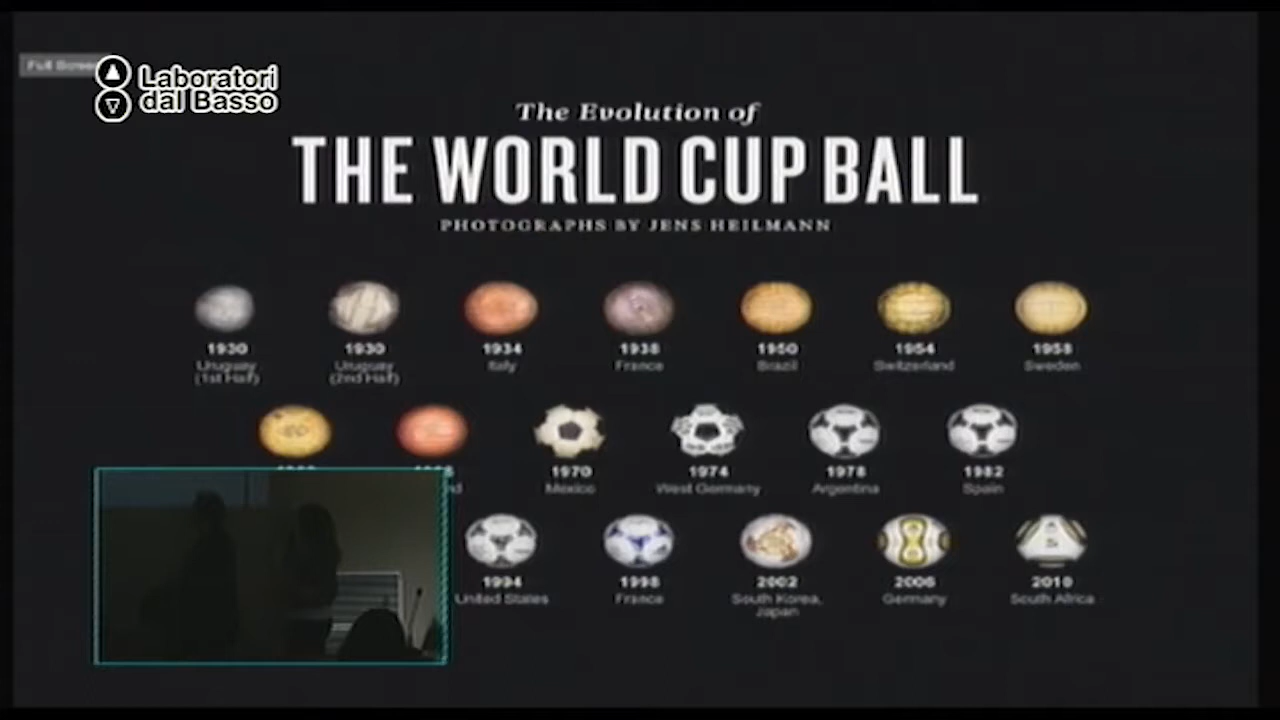 Full Screen
Laboratori
dal Basso
The Evolution of
THE WORLD CUP BALL
PHOTOGRAPHS BY JENS HEILMANN
1930 1930 1934 1938 1950 1954 1958
Uruguay Uruguay Italy France Brazil Switzerland Sweden
(1st Half) (2nd Half)
1970 1974 1978 1982
Mexico West Germany Argentina Spain
1994 1998 2002 2006 2010
United States France South Korea, Germany South Africa
Japan